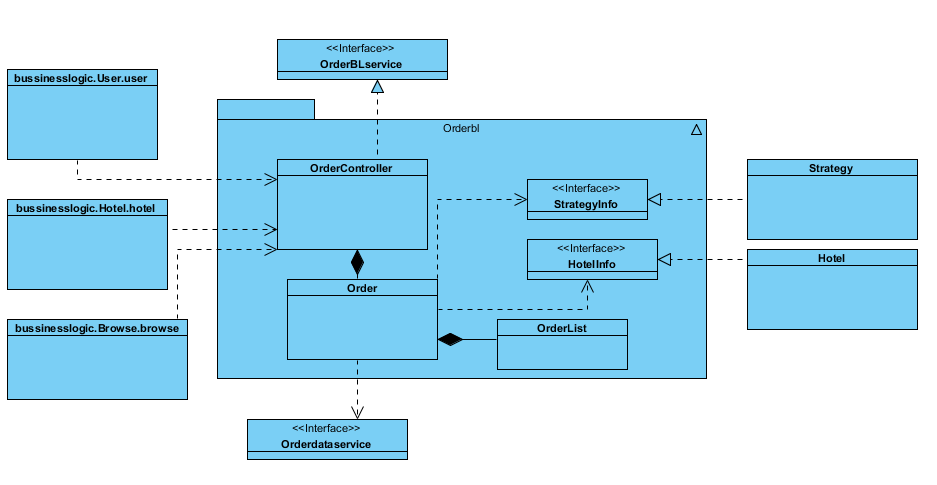 <<Interface>>
OrderBLservice
bussinesslogic.User.user
Orderbl
OrderController
Strategy
<<Interface>>
StrategyInfo
bussinesslogic.Hotel.hotel
<<Interface>>
HotelInfo
Hotel
Order
bussinesslogic.Browse.browse
OrderList
<<Interface>>
Orderdataservice